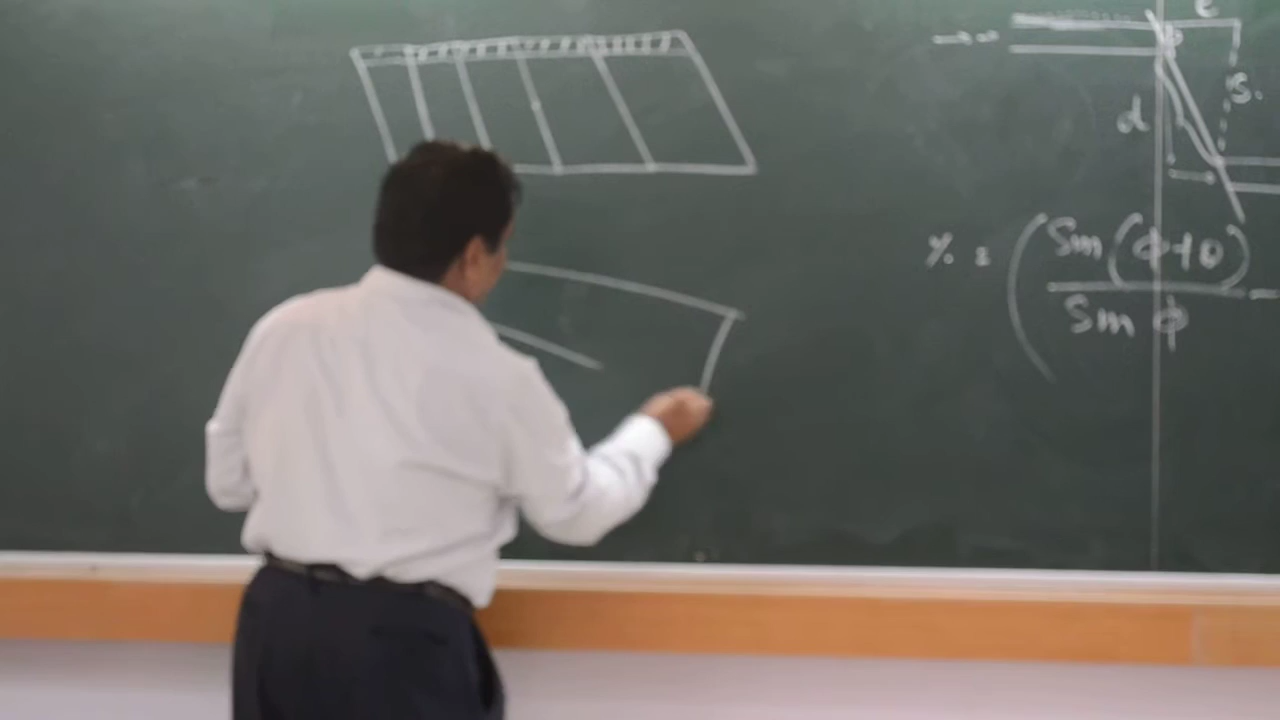 e
s.
d
% = ( Sin (φ+θ) -
Sin φ